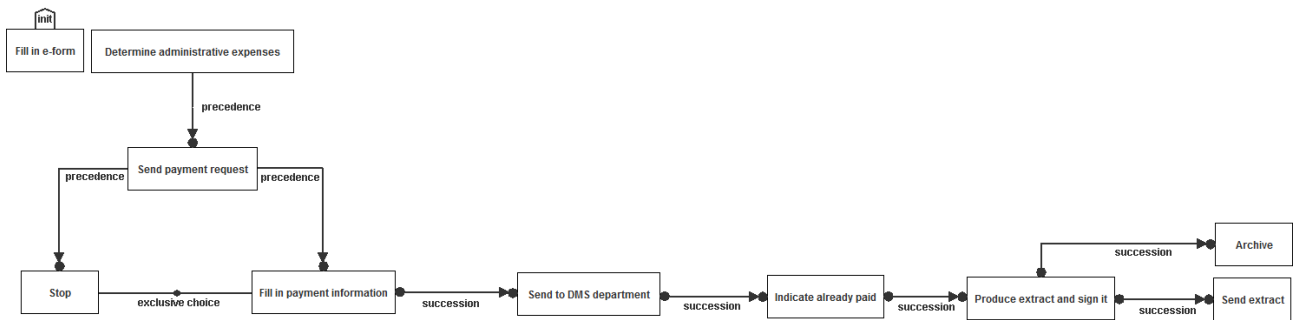 init
Fill in e-form
Determine administrative expenses
precedence
Send payment request
precedence
precedence
Stop
exclusive choice
Fill in payment information
succession
Send to DMS department
succession
Indicate already paid
succession
Produce extract and sign it
succession
Archive
succession
Send extract